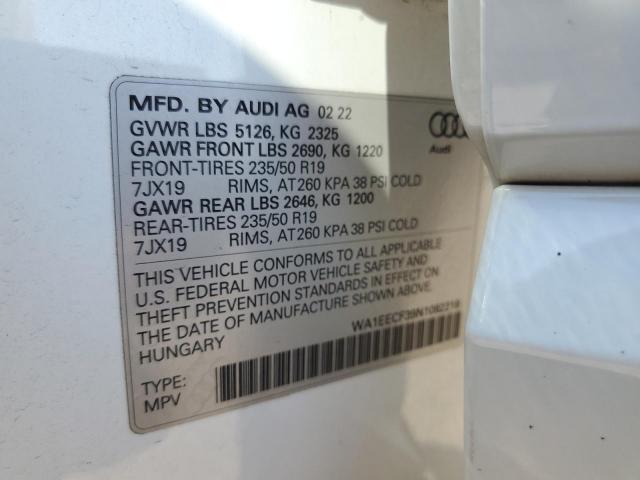 MFD. BY AUDI AG 02 22
GVWR LBS 5126, KG 2325
GAWR FRONT LBS 2690, KG 1220
FRONT-TIRES 235/50 R19
7JX19 RIMS, AT260 KPA 38 PSI COLD
GAWR REAR LBS 2646, KG 1200
REAR-TIRES 235/50 R19
7JX19 RIMS, AT260 KPA 38 PSI COLD
Audi
THIS VEHICLE CONFORMS TO ALL APPLICABLE
U.S. FEDERAL MOTOR VEHICLE SAFETY AND
THEFT PREVENTION STANDARDS IN EFFECT ON
THE DATE OF MANUFACTURE SHOWN ABOVE.
HUNGARY
TYPE:
MPV